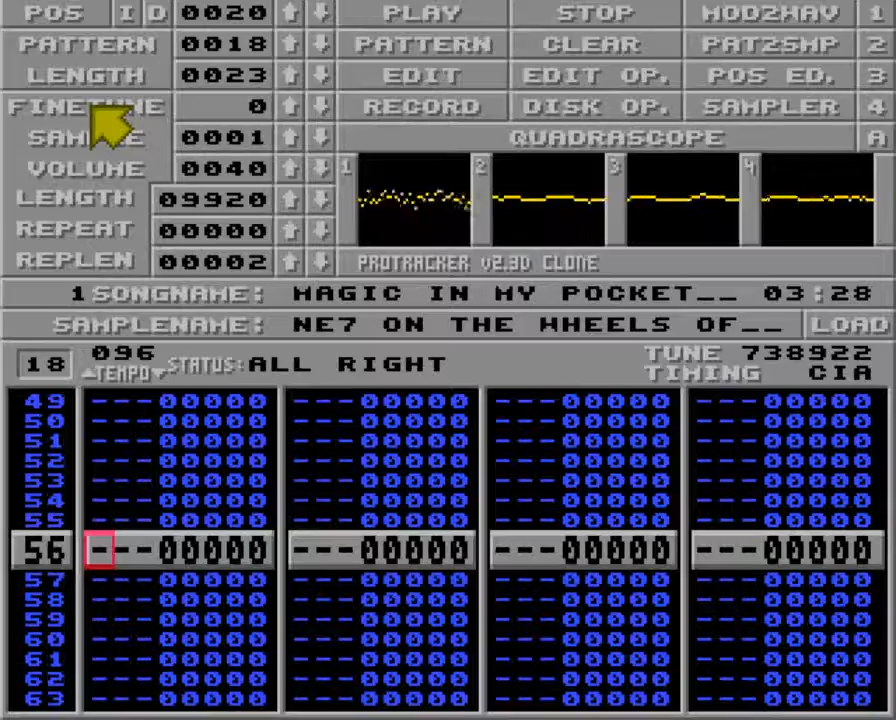 POS I D 0020 PLAY STOP MOD2WAV 1
PATTERN 0018 PATTERN CLEAR PAT2SMP 2
LENGTH 0023 EDIT EDIT OP. POS ED. 3
0 RECORD DISK OP. SAMPLER 4
0001 QUADRASCOPE A
VOLUME 0040 1 2 3 4
LENGTH 09920
REPEAT 00000
REPLEN 00002 PROTRACKER V2.3D CLONE
1 SONGNAME: MAGIC IN MY POCKET__ 03:28
SAMPLENAME: NE7 ON THE WHEELS OF__ LOAD
18 096 TEMPO STATUS: ALL RIGHT TUNE 738922
TIMING CIA
49 ---00000 ---00000 ---00000 ---00000
50 ---00000 ---00000 ---00000 ---00000
51 ---00000 ---00000 ---00000 ---00000
52 ---00000 ---00000 ---00000 ---00000
53 ---00000 ---00000 ---00000 ---00000
54 ---00000 ---00000 ---00000 ---00000
55 ---00000 ---00000 ---00000 ---00000
56 ---00000 ---00000 ---00000 ---00000
57 ---00000 ---00000 ---00000 ---00000
58 ---00000 ---00000 ---00000 ---00000
59 ---00000 ---00000 ---00000 ---00000
60 ---00000 ---00000 ---00000 ---00000
61 ---00000 ---00000 ---00000 ---00000
62 ---00000 ---00000 ---00000 ---00000
63 ---00000 ---00000 ---00000 ---00000